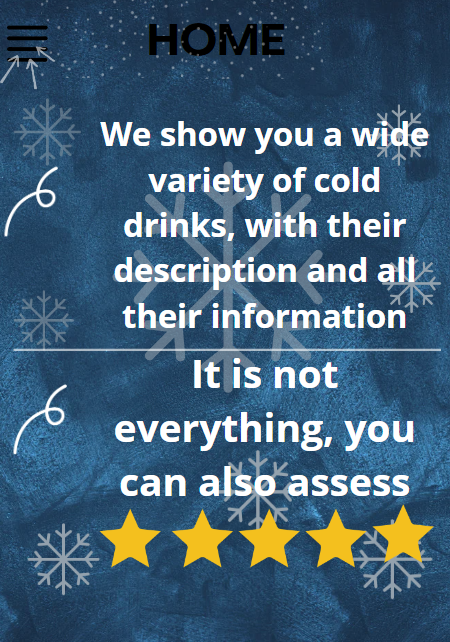 HOME
We show you a wide
variety of cold
drinks, with their
description and all
their information
It is not
everything, you
can also assess